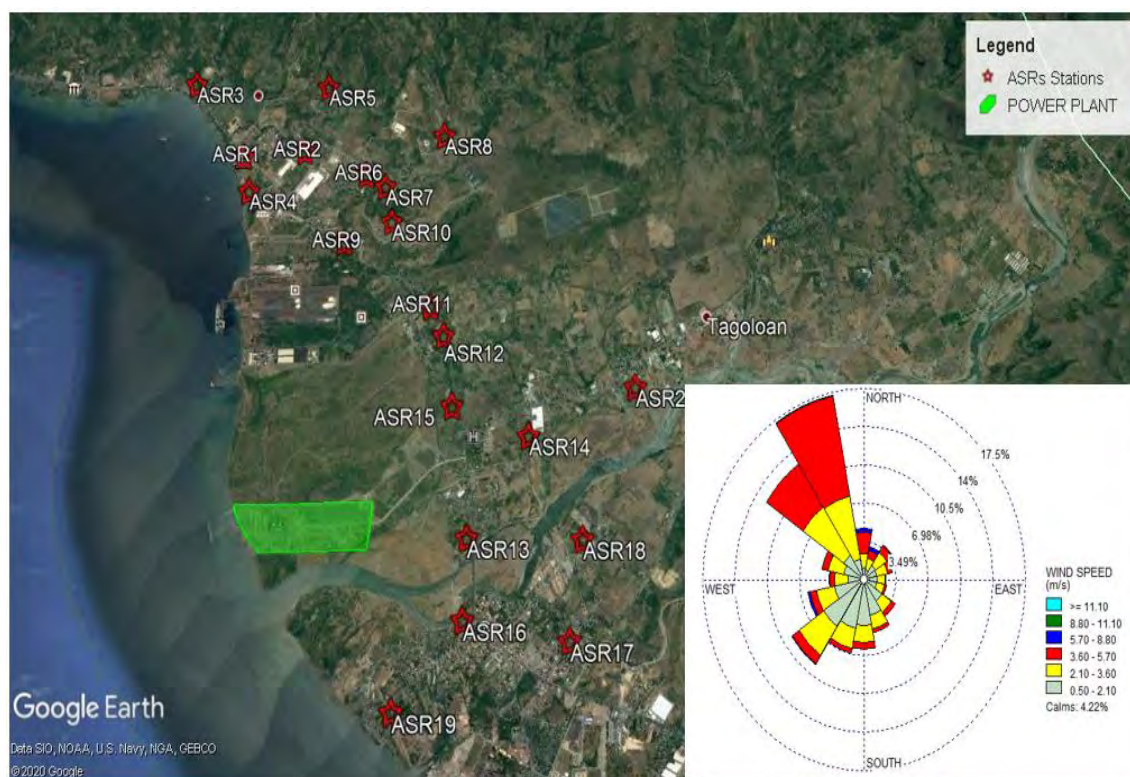 Legend
ASRs Stations
POWER PLANT
ASR3
ASR5
ASR8
ASR1
ASR2
ASR6
ASR7
ASR4
ASR10
ASR9
ASR11
Tagoloan
ASR12
ASR2
ASR15
ASR14
H
ASR13
ASR18
ASR16
ASR17
ASR19
NORTH
17.5%
14%
10.5%
6.98%
3.49%
WEST
EAST
SOUTH
WIND SPEED
(m/s)
>= 11.10
8.80 - 11.10
5.70 - 8.80
3.60 - 5.70
2.10 - 3.60
0.50 - 2.10
Calms: 4.22%
Google Earth
Data SIO, NOAA, U.S. Navy, NGA, GEBCO
© 2020 Google